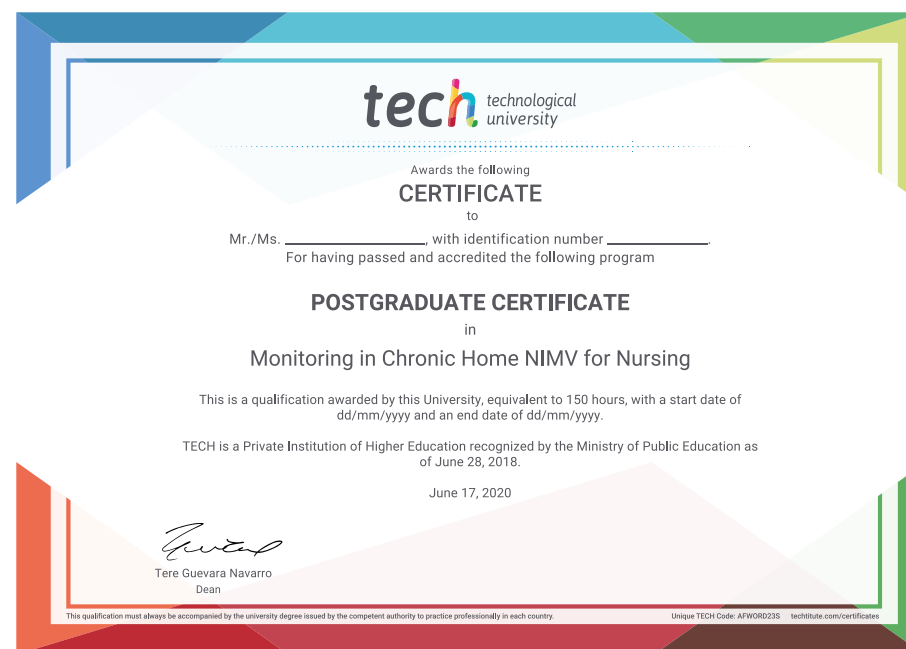 tech technological
university
Awards the following
CERTIFICATE
to
Mr./Ms. ____________________, with identification number ______________.
For having passed and accredited the following program
POSTGRADUATE CERTIFICATE
in
Monitoring in Chronic Home NIMV for Nursing
This is a qualification awarded by this University, equivalent to 150 hours, with a start date of
dd/mm/yyyy and an end date of dd/mm/yyyy.
TECH is a Private Institution of Higher Education recognized by the Ministry of Public Education as
of June 28, 2018.
June 17, 2020
Tere Guevara Navarro
Dean
This qualification must always be accompanied by the university degree issued by the competent authority to practice professionally in each country.
Unique TECH Code: AFWORD23S techtitute.com/certificates